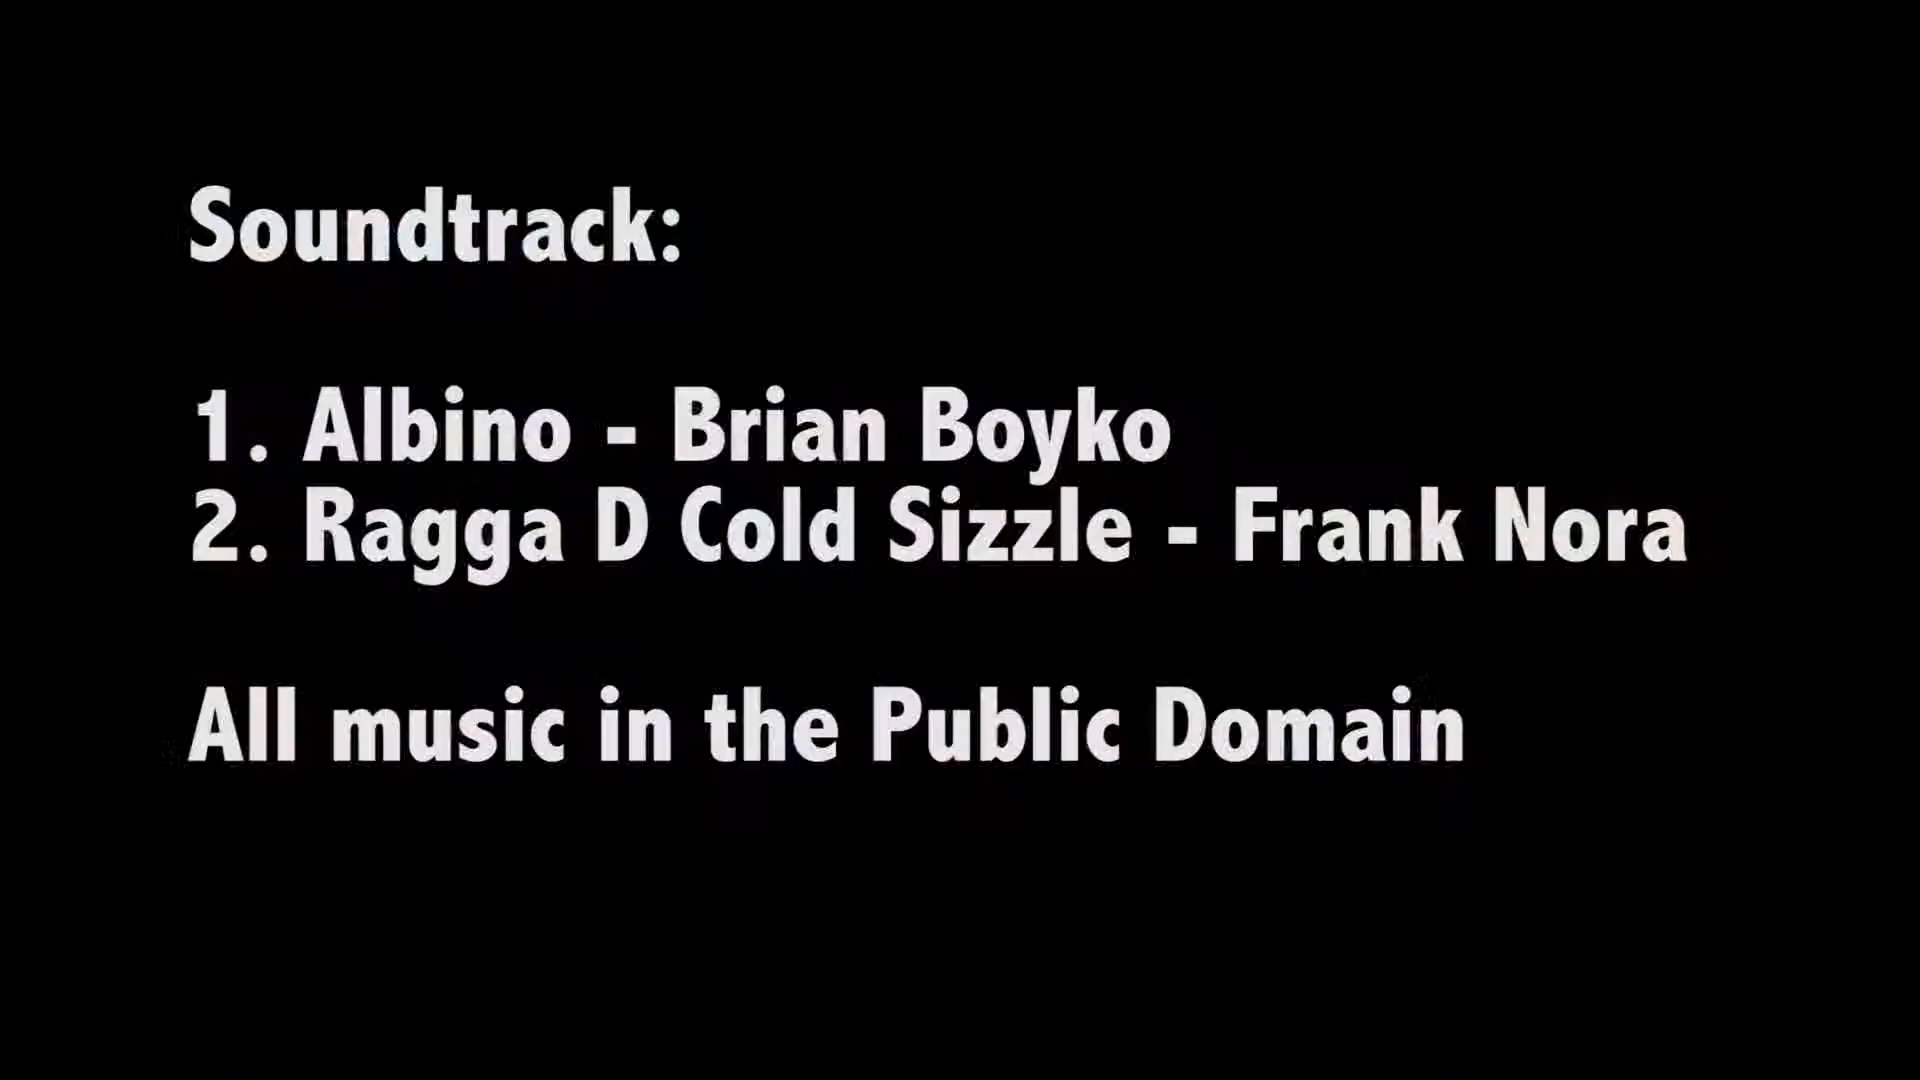 Soundtrack:
1. Albino - Brian Boyko
2. Ragga D Cold Sizzle - Frank Nora
All music in the Public Domain